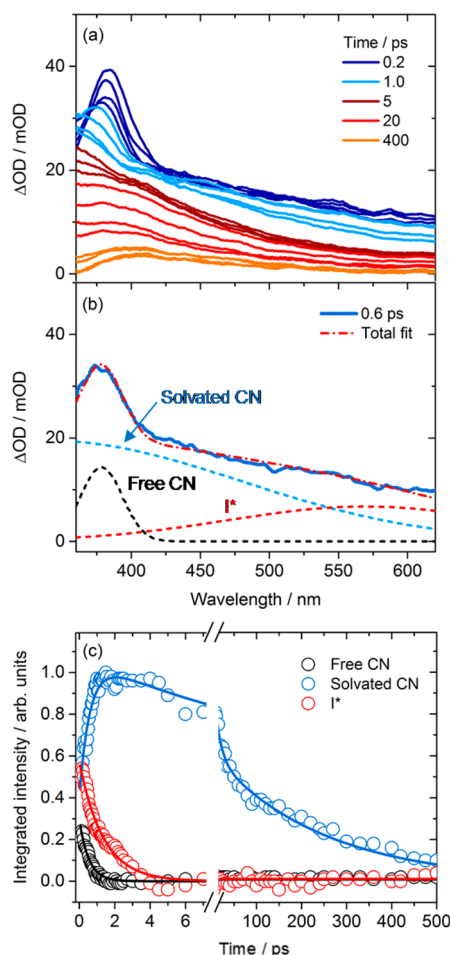 (a)
Time / ps
0.2
1.0
5
20
400
40
20
0
ΔOD / mOD
(b)
0.6 ps
Total fit
Solvated CN
Free CN
I*
40
20
0
ΔOD / mOD
400 450 500 550 600
Wavelength / nm
(c)
Free CN
Solvated CN
I*
1.0
0.8
0.6
0.4
0.2
0.0
Integrated intensity / arb. units
0 2 4 6 100 200 300 400 500
Time / ps